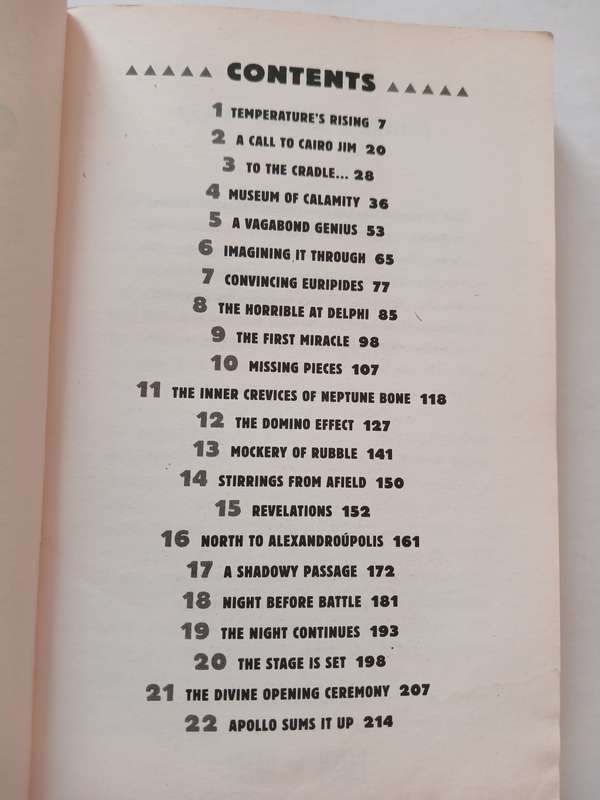 CONTENTS
1 TEMPERATURE'S RISING 7
2 A CALL TO CAIRO JIM 20
3 TO THE CRADLE... 28
4 MUSEUM OF CALAMITY 36
5 A VAGABOND GENIUS 53
6 IMAGINING IT THROUGH 65
7 CONVINCING EURIPIDES 77
8 THE HORRIBLE AT DELPHI 85
9 THE FIRST MIRACLE 98
10 MISSING PIECES 107
11 THE INNER CREVICES OF NEPTUNE BONE 118
12 THE DOMINO EFFECT 127
13 MOCKERY OF RUBBLE 141
14 STIRRINGS FROM AFIELD 150
15 REVELATIONS 152
16 NORTH TO ALEXANDROÚPOLIS 161
17 A SHADOWY PASSAGE 172
18 NIGHT BEFORE BATTLE 181
19 THE NIGHT CONTINUES 193
20 THE STAGE IS SET 198
21 THE DIVINE OPENING CEREMONY 207
22 APOLLO SUMS IT UP 214